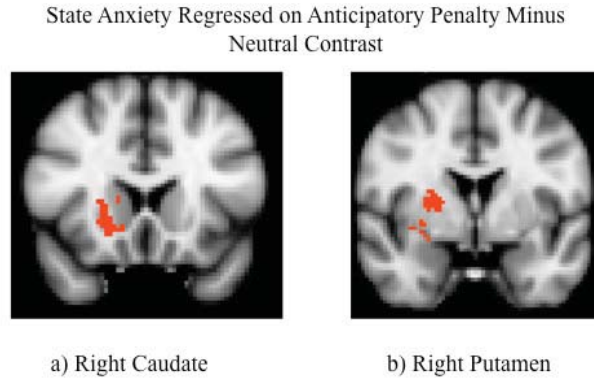 State Anxiety Regressed on Anticipatory Penalty Minus
Neutral Contrast
a) Right Caudate
b) Right Putamen